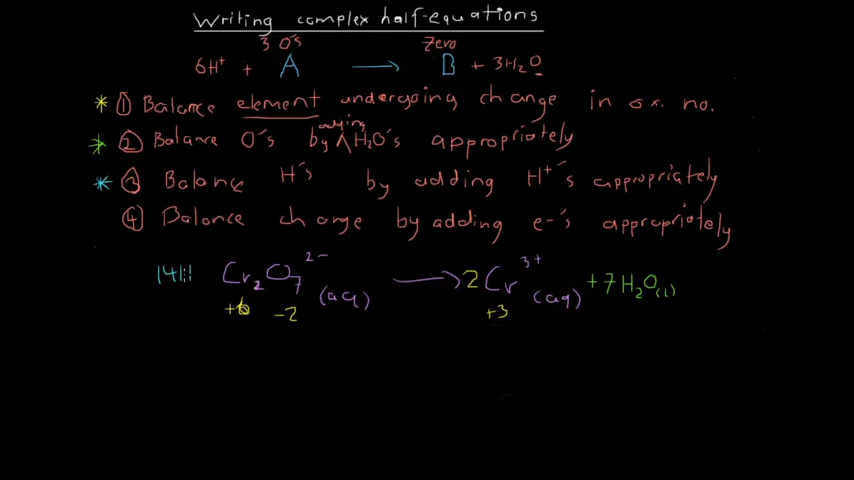 Writing complex half-equations
3 O's zero
6H⁺ + A → B + 3H₂O
* ① Balance element undergoing change in ox. no.
* ② Balance O's by adding H₂O's appropriately
* ③ Balance H's by adding H⁺'s appropriately
④ Balance charge by adding e-'s appropriately
14H Cr₂O₇²⁻ (aq) → 2Cr³⁺ (aq) + 7H₂O(l)
+6 -2 +3